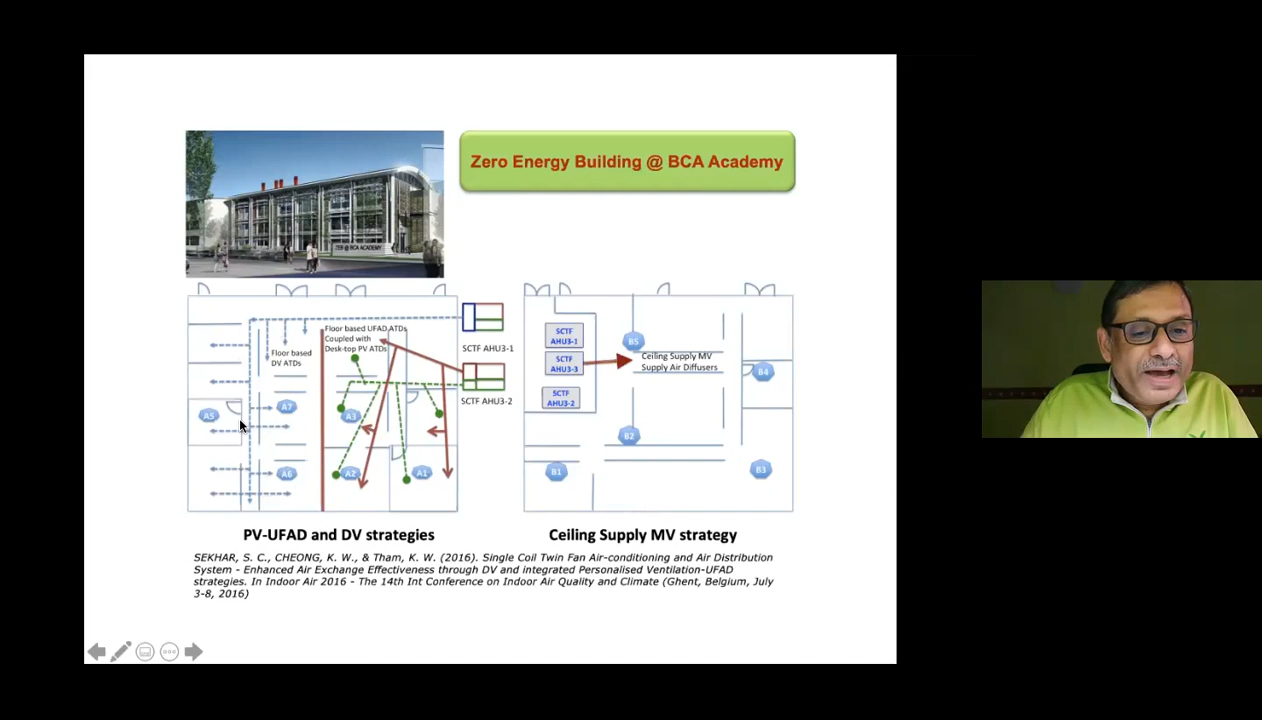 Zero Energy Building @ BCA Academy
ZEB @ BCA ACADEMY
Floor based UFAD ATDs
Coupled with
Desk-top PV ATDs
Floor based
DV ATDs
SCTF AHU3-1
SCTF AHU3-2
A5
A7
A3
A6
A2
A1
SCTF
AHU3-1
SCTF
AHU3-3
SCTF
AHU3-2
B5
Ceiling Supply MV
Supply Air Diffusers
B4
B2
B1
B3
PV-UFAD and DV strategies
Ceiling Supply MV strategy
SEKHAR, S. C., CHEONG, K. W., & Tham, K. W. (2016). Single Coil Twin Fan Air-conditioning and Air Distribution
System - Enhanced Air Exchange Effectiveness through DV and integrated Personalised Ventilation-UFAD
strategies. In Indoor Air 2016 - The 14th Int Conference on Indoor Air Quality and Climate (Ghent, Belgium, July
3-8, 2016)